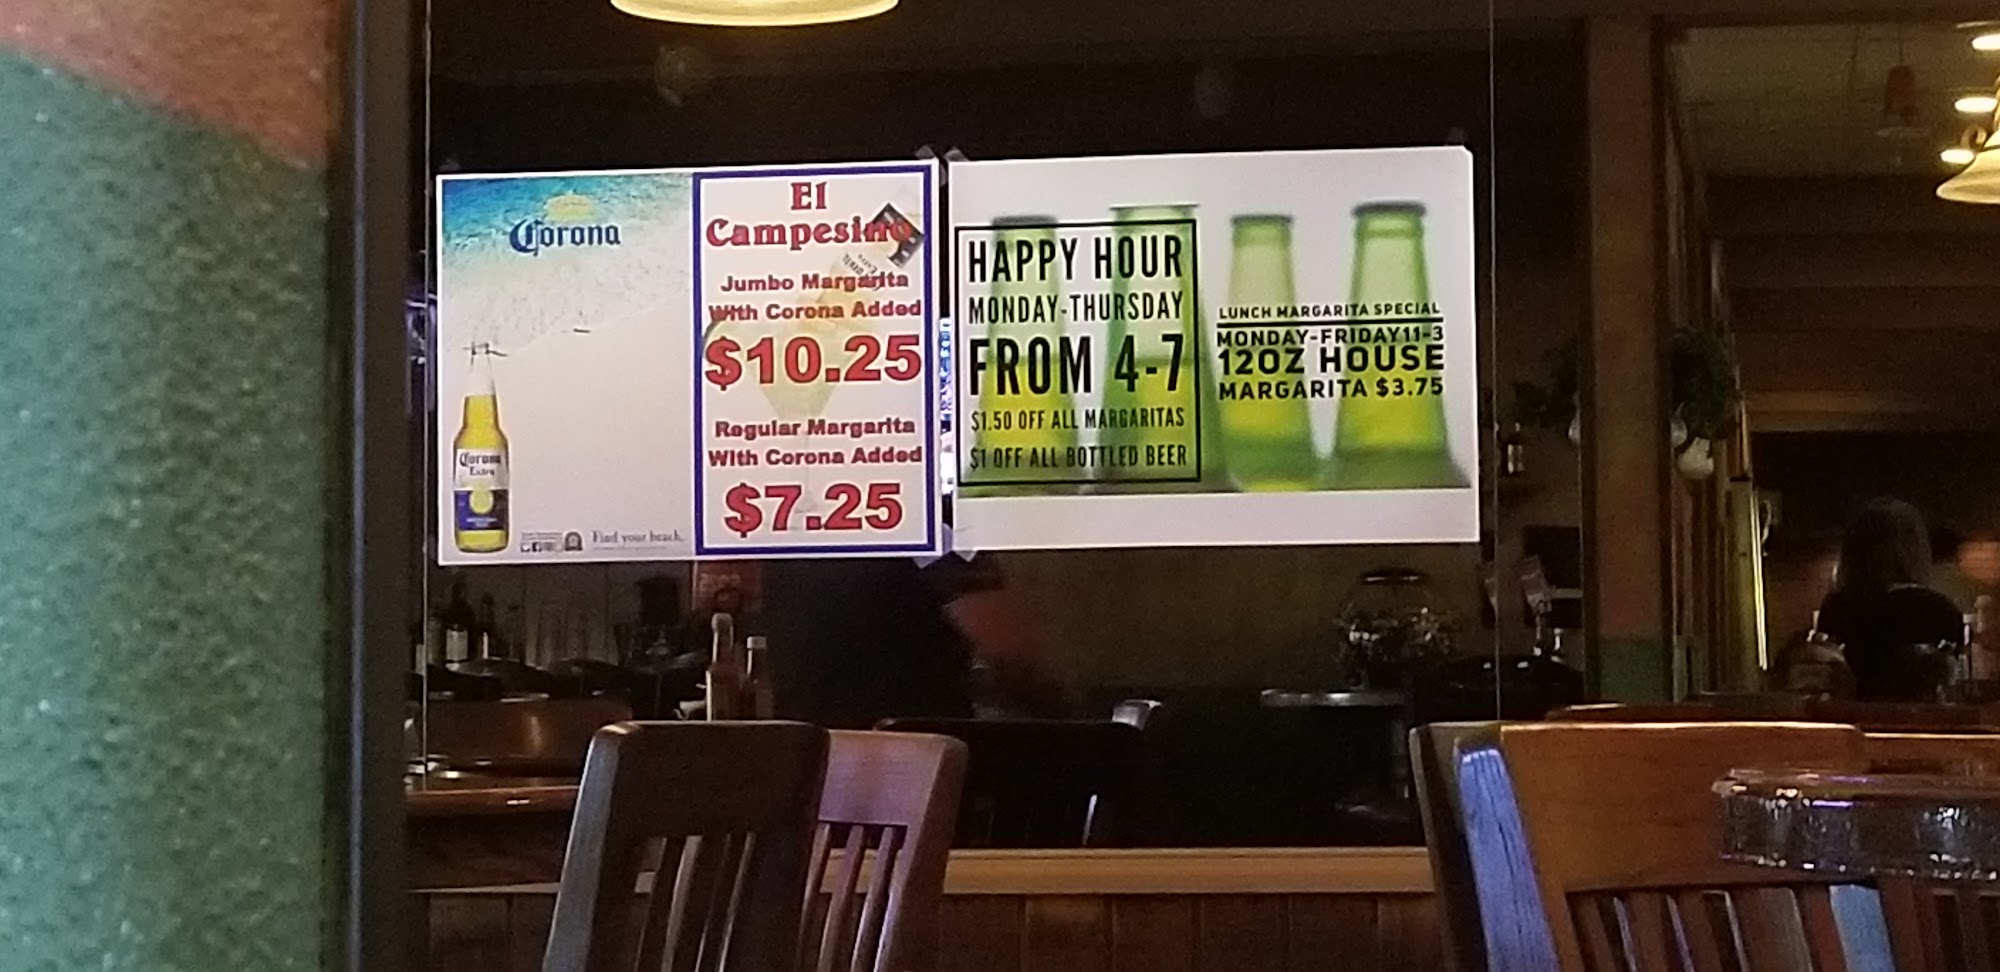 Corona
Corona
Extra
Find your beach.
El
Campesino
Jumbo Margarita
With Corona Added
$10.25
Regular Margarita
With Corona Added
$7.25
HAPPY HOUR
MONDAY-THURSDAY
FROM 4-7
$1.50 OFF ALL MARGARITAS
$1 OFF ALL BOTTLED BEER
LUNCH MARGARITA SPECIAL
MONDAY-FRIDAY11-3
12OZ HOUSE
MARGARITA $3.75